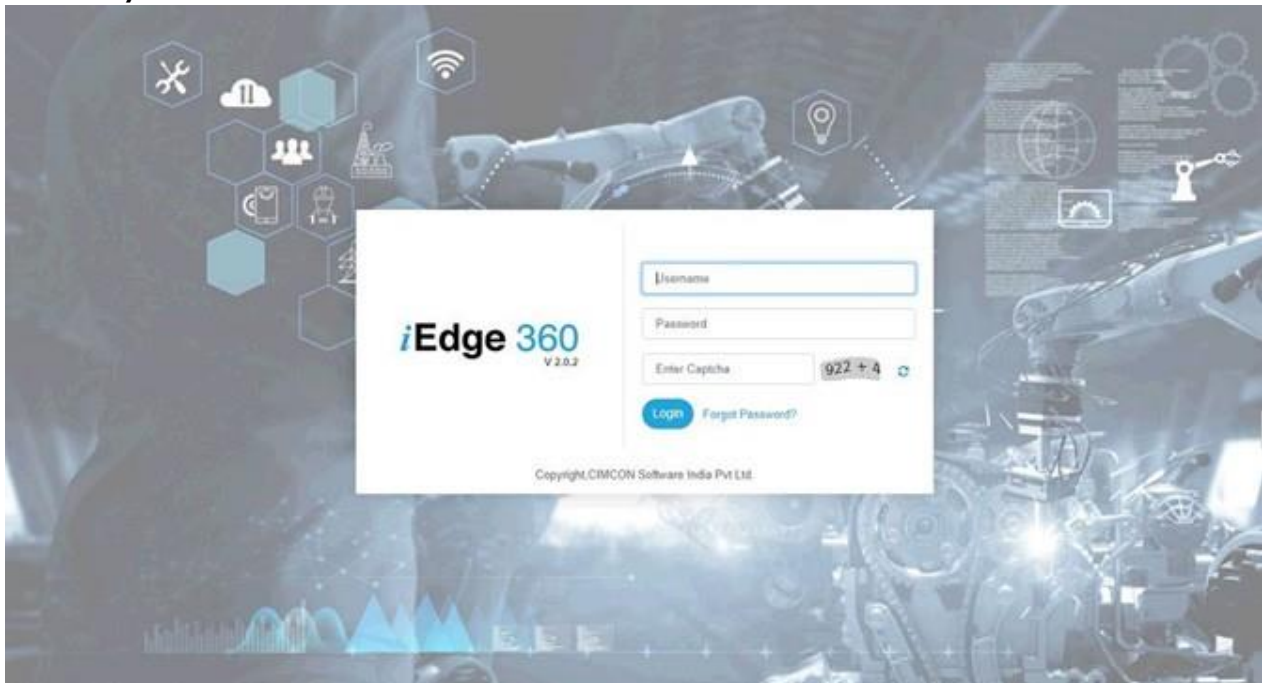 Username
Password
iEdge 360
V 2.0.2
Enter Captcha 922 + 4
Login Forgot Password?
Copyright,CIMCON Software India Pvt Ltd.